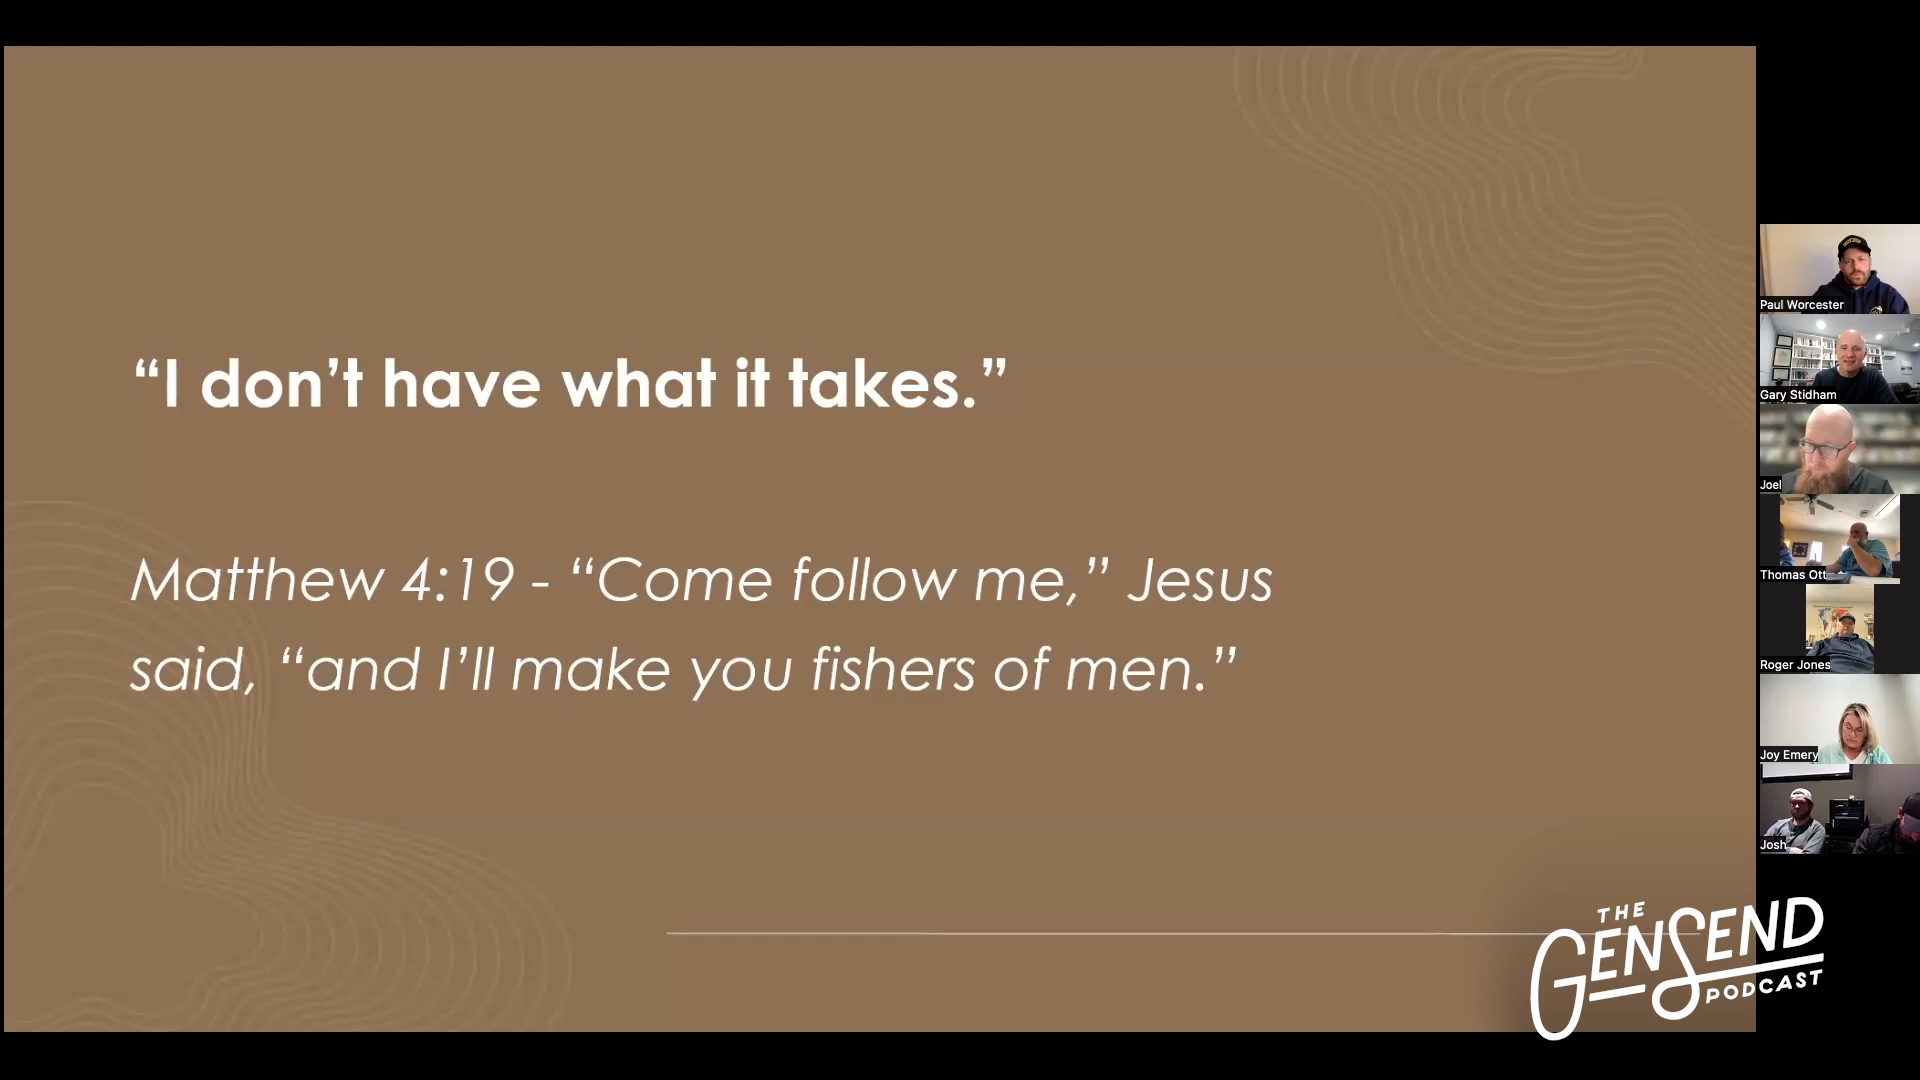 “I don’t have what it takes.”
Matthew 4:19 - “Come follow me,” Jesus
said, “and I’ll make you fishers of men.”
Paul Worcester
Gary Stidham
Joel
Thomas Ott
Roger Jones
Joy Emery
Josh
THE
GENSEND
PODCAST